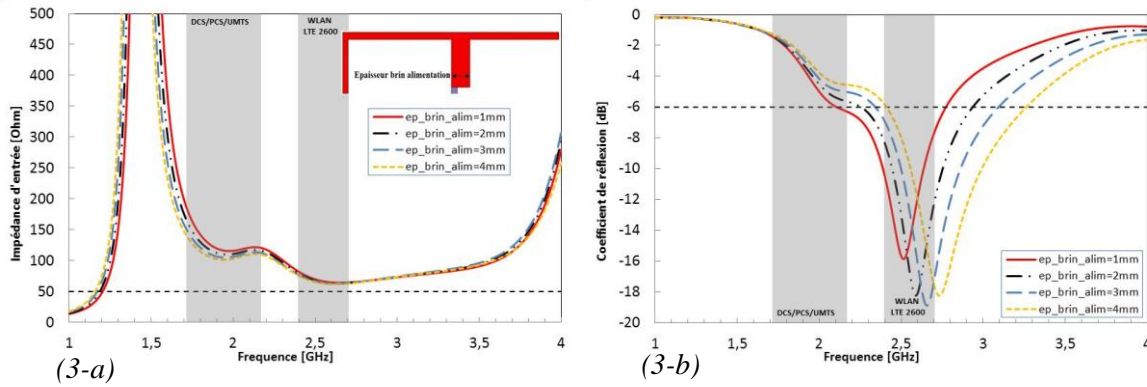 500
450
400
350
300
250
200
150
100
50
0
Impédance d'entrée [Ohm]
DCS/PCS/UMTS
WLAN
LTE 2600
Epaisseur brin alimentation
ep_brin_alim=1mm
ep_brin_alim=2mm
ep_brin_alim=3mm
ep_brin_alim=4mm
1 1,5 2 2,5 3 3,5 4
Frequence [GHz]
(3-a)
0
-2
-4
-6
-8
-10
-12
-14
-16
-18
-20
Coefficient de réflexion [dB]
-6
ep_brin_alim=1mm
ep_brin_alim=2mm
ep_brin_alim=3mm
ep_brin_alim=4mm
DCS/PCS/UMTS
WLAN
LTE 2600
1 1,5 2 2,5 3 3,5 4
Frequence [GHz]
(3-b)